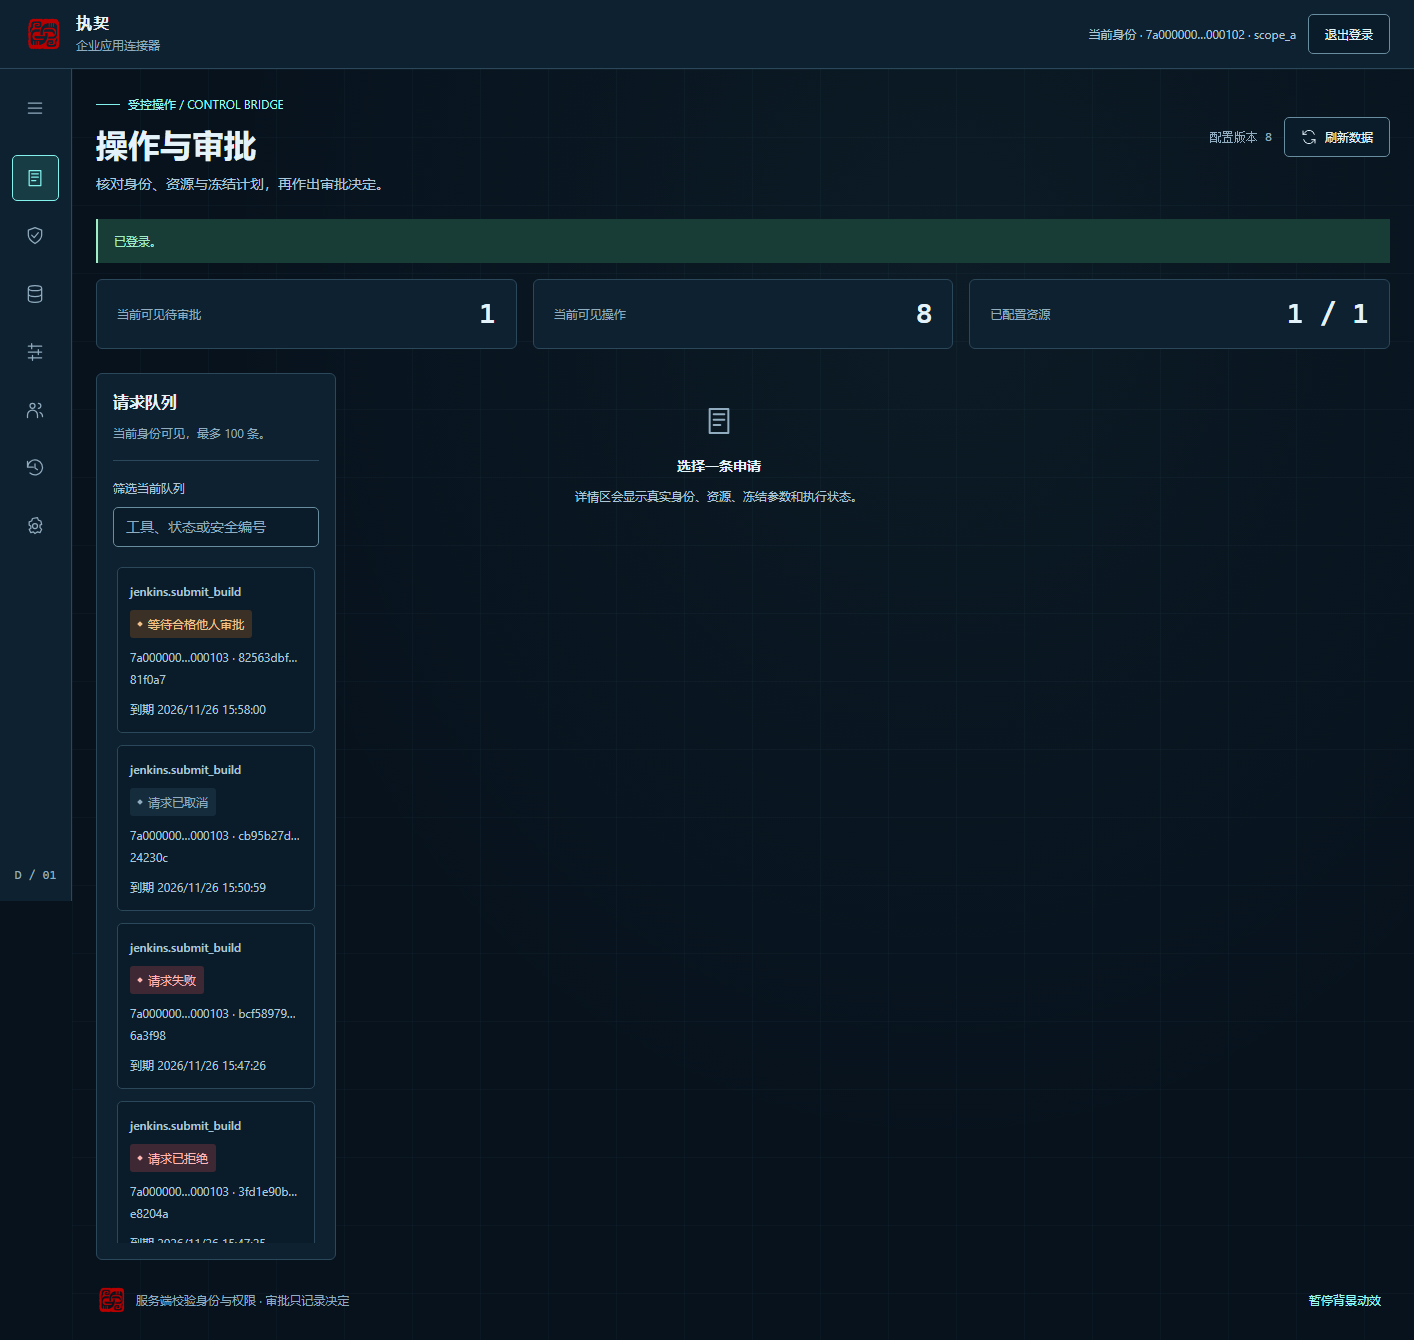 执契
企业应用连接器
当前身份 · 7a000000...000102 · scope_a
退出登录
受控操作 / CONTROL BRIDGE
操作与审批
核对身份、资源与冻结计划，再作出审批决定。
配置版本 8
刷新数据
已登录。
当前可见待审批
1
当前可见操作
8
已配置资源
1 / 1
请求队列
当前身份可见，最多 100 条。
筛选当前队列
工具、状态或安全编号
jenkins.submit_build
等待合格他人审批
7a000000...000103 · 82563dbf...
81f0a7
到期 2026/11/26 15:58:00
jenkins.submit_build
请求已取消
7a000000...000103 · cb95b27d...
24230c
到期 2026/11/26 15:50:59
jenkins.submit_build
请求失败
7a000000...000103 · bcf58979...
6a3f98
到期 2026/11/26 15:47:26
jenkins.submit_build
请求已拒绝
7a000000...000103 · 3fd1e90b...
e8204a
到期 2026/11/26 15:47:25
选择一条申请
详情区会显示真实身份、资源、冻结参数和执行状态。
D / 01
服务端校验身份与权限 · 审批只记录决定
暂停背景动效